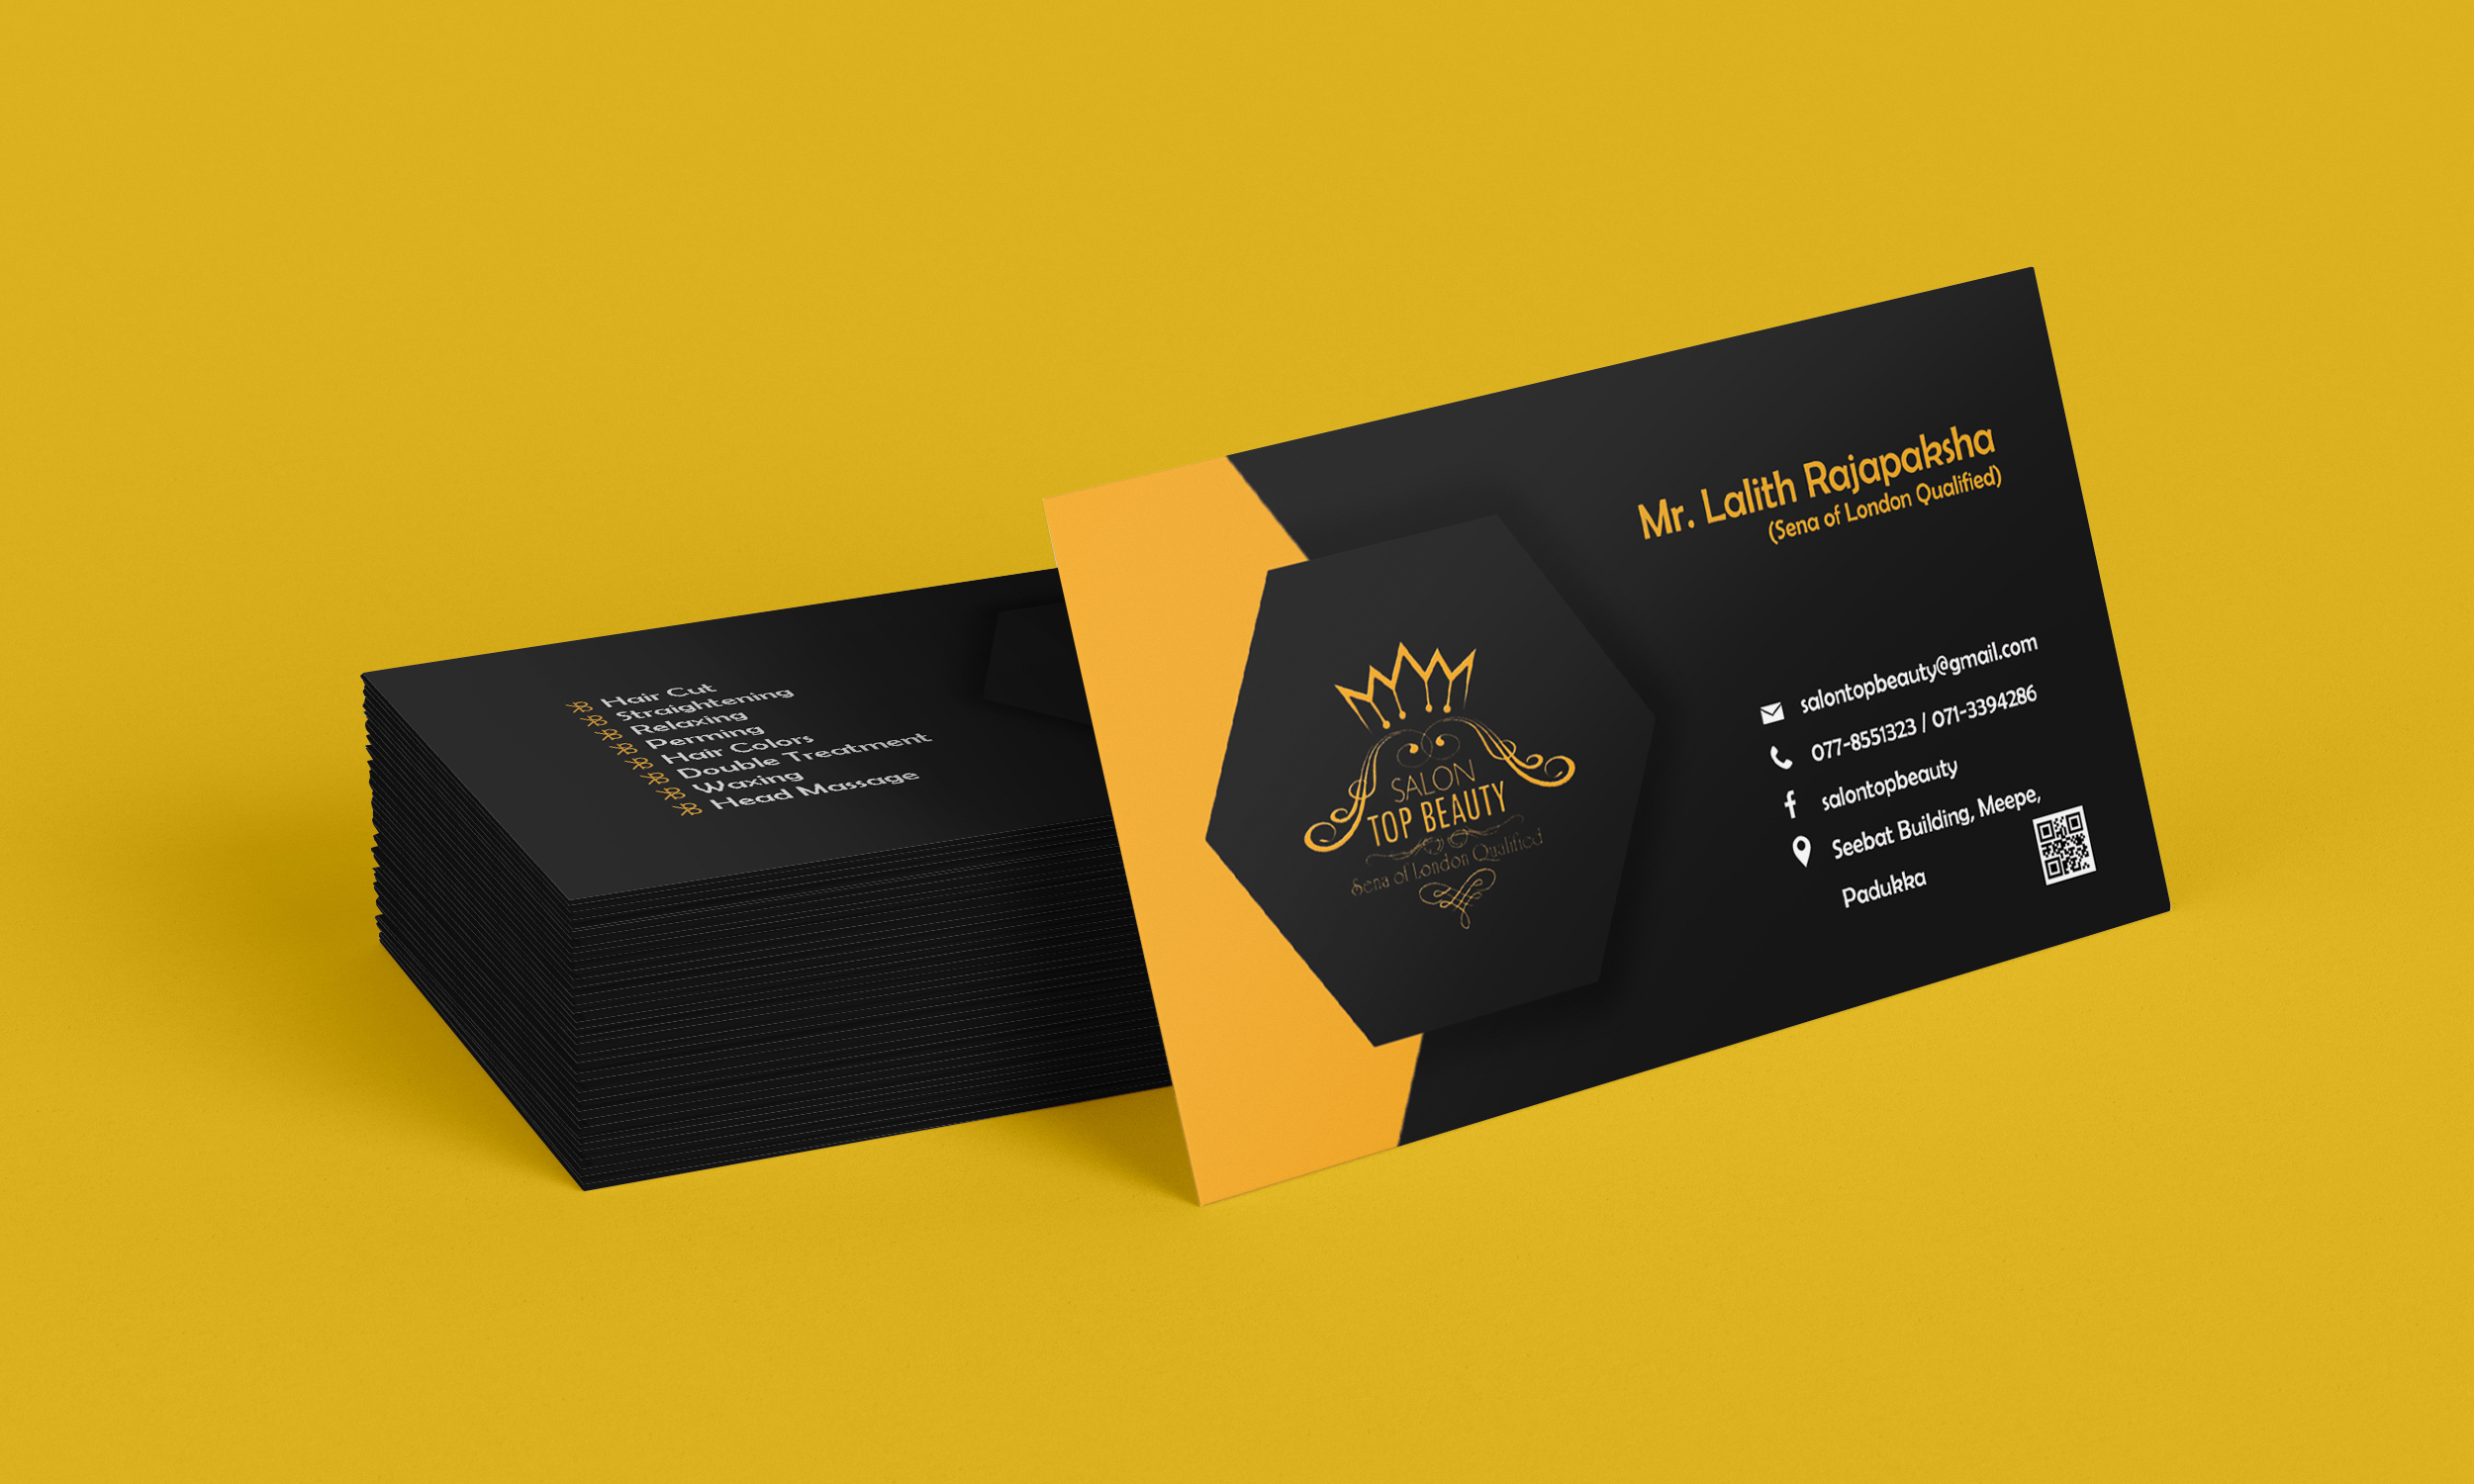 Hair Cut
Straightening
Relaxing
Perming
Hair Colors
Double Treatment
Waxing
Head Massage
SALON
TOP BEAUTY
Sena of London Qualified
Mr. Lalith Rajapaksha
(Sena of London Qualified)
salontopbeauty@gmail.com
077-8551323 / 071-3394286
salontopbeauty
Seebat Building, Meepe,
Padukka